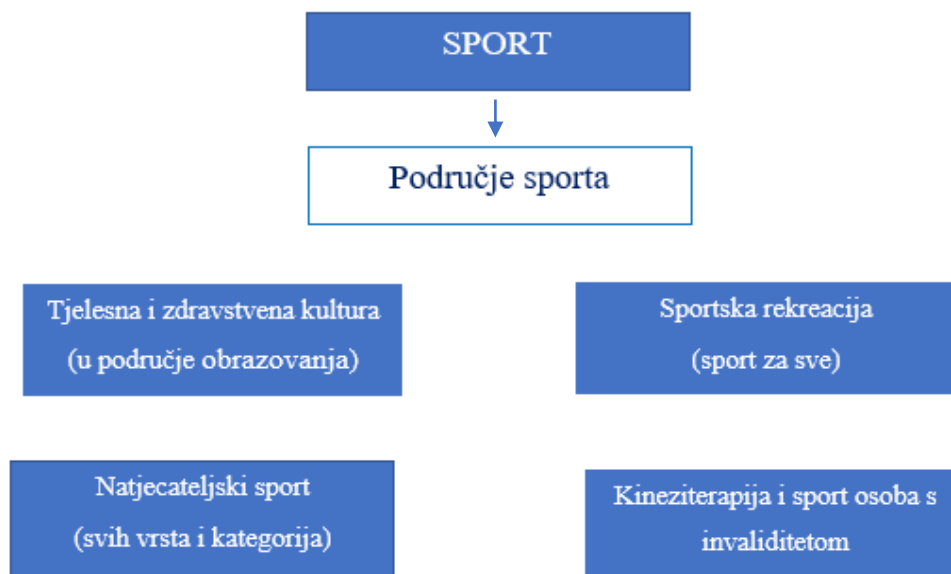 SPORT
Područje sporta
Tjelesna i zdravstvena kultura
(u područje obrazovanja)
Sportska rekreacija
(sport za sve)
Natjecateljski sport
(svih vrsta i kategorija)
Kineziterapija i sport osoba s
invaliditetom